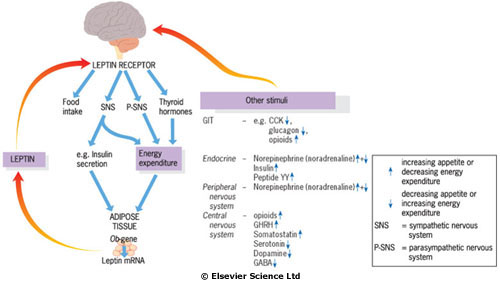 LEPTIN RECEPTOR
Food
intake
SNS
P-SNS
Thyroid
hormones
LEPTIN
e.g. Insulin
secretion
Energy
expenditure
ADIPOSE
TISSUE
Ob-gene
Leptin mRNA
Other stimuli
GIT – e.g. CCK↓,
glucagon ↓,
opioids↑
Endocrine – Norepinephrine (noradrenaline)↑+↓
Insulin↑
Peptide YY↑
Peripheral – Norepinephrine (noradrenaline)↑+↓
nervous
system
Central – opioids↑
nervous GHRH↑
system Somatostatin↑
Serotonin↓
Dopamine↓
GABA↓
↑ increasing appetite or
decreasing energy
expenditure
↓ decreasing appetite or
increasing energy
expenditure
SNS = sympathetic nervous
system
P-SNS = parasympathetic nervous
system
© Elsevier Science Ltd